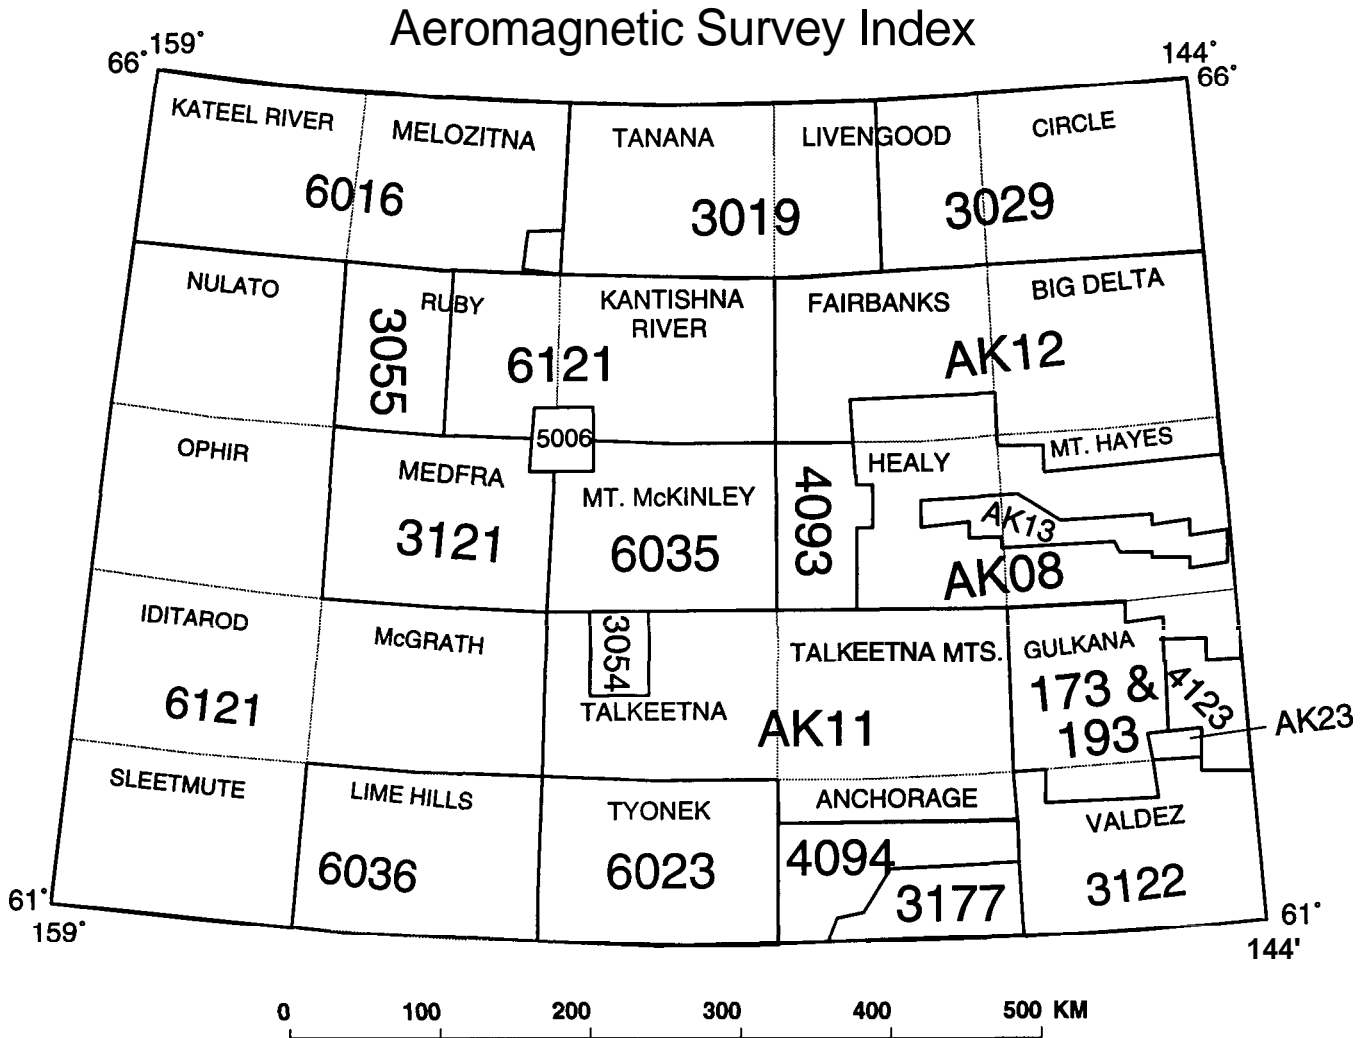 Aeromagnetic Survey Index
159°
66°
144°
66°
KATEEL RIVER
MELOZITNA
TANANA
LIVENGOOD
CIRCLE
6016
3019
3029
NULATO
RUBY
KANTISHNA
RIVER
FAIRBANKS
BIG DELTA
3055
6121
AK12
5006
OPHIR
MEDFRA
MT. McKINLEY
HEALY
MT. HAYES
3121
6035
4093
AK13
AK08
IDITAROD
McGRATH
3054
TALKEETNA
TALKEETNA MTS.
GULKANA
6121
AK11
173 &
193
4123
AK23
SLEETMUTE
LIME HILLS
TYONEK
ANCHORAGE
VALDEZ
6036
6023
4094
3177
3122
61°
159°
61°
144'
0 100 200 300 400 500 KM